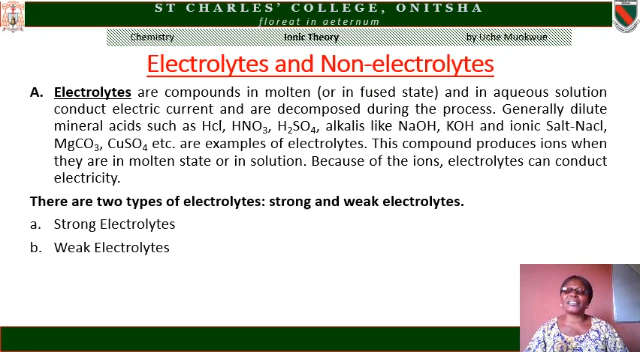 ST CHARLES' COLLEGE, ONITSHA
floreat in aeternum
Chemistry Ionic Theory by Uche Muokwue
Electrolytes and Non-electrolytes
A. Electrolytes are compounds in molten (or in fused state) and in aqueous solution
conduct electric current and are decomposed during the process. Generally dilute
mineral acids such as Hcl, HNO₃, H₂SO₄, alkalis like NaOH, KOH and ionic Salt-Nacl,
MgCO₃, CuSO₄ etc. are examples of electrolytes. This compound produces ions when
they are in molten state or in solution. Because of the ions, electrolytes can conduct
electricity.
There are two types of electrolytes: strong and weak electrolytes.
a. Strong Electrolytes
b. Weak Electrolytes